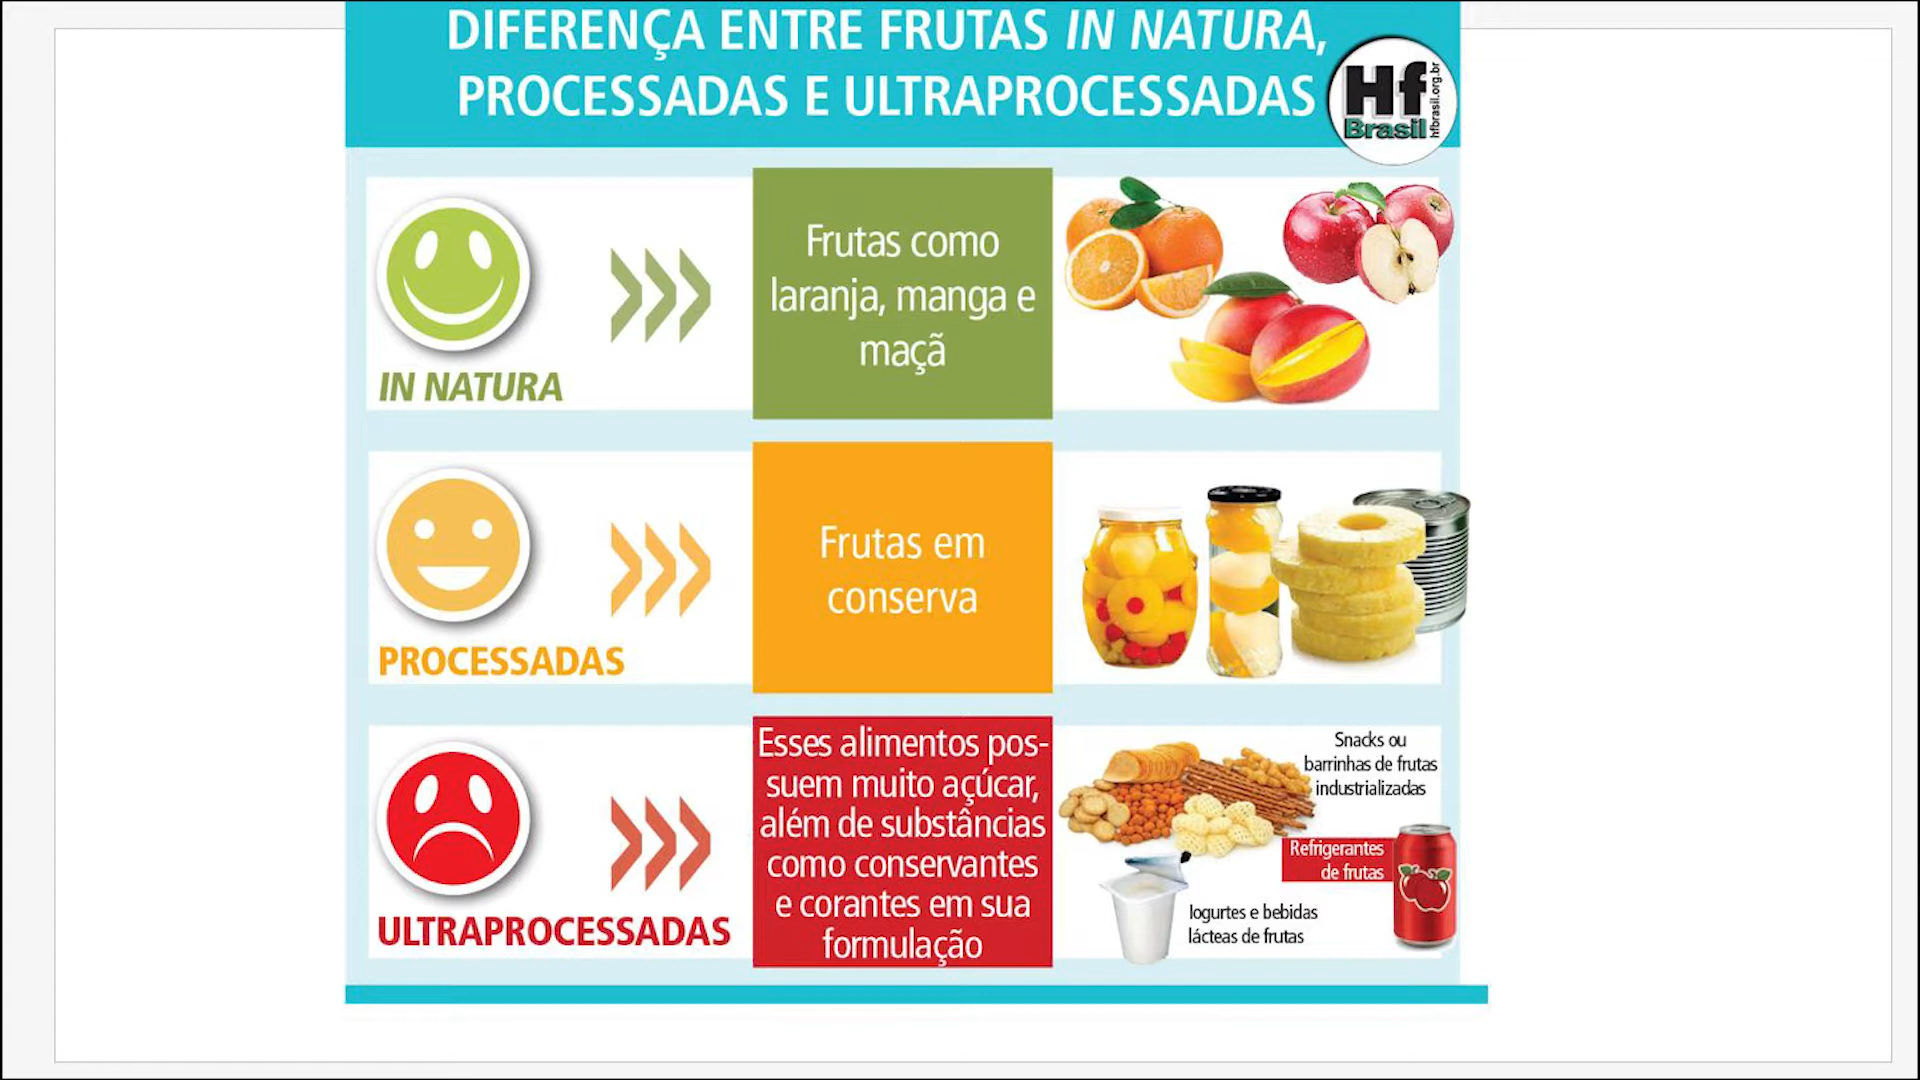 DIFERENÇA ENTRE FRUTAS IN NATURA,
PROCESSADAS E ULTRAPROCESSADAS
Hf
Brasil
hfbrasil.org.br
IN NATURA
Frutas como
laranja, manga e
maçã
PROCESSADAS
Frutas em
conserva
ULTRAPROCESSADAS
Esses alimentos pos-
suem muito açúcar,
além de substâncias
como conservantes
e corantes em sua
formulação
Snacks ou
barrinhas de frutas
industrializadas
Refrigerantes
de frutas
Iogurtes e bebidas
lácteas de frutas